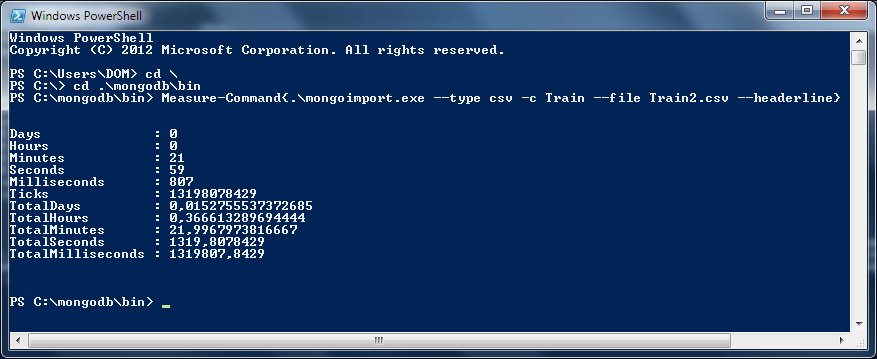 Windows PowerShell
Windows PowerShell
Copyright (C) 2012 Microsoft Corporation. All rights reserved.
PS C:\Users\DOM> cd \
PS C:\> cd .\mongodb\bin
PS C:\mongodb\bin> Measure-Command{.\mongoimport.exe --type csv -c Train --file Train2.csv --headerline}
Days : 0
Hours : 0
Minutes : 21
Seconds : 59
Milliseconds : 807
Ticks : 13198078429
TotalDays : 0,0152755537372685
TotalHours : 0,366613289694444
TotalMinutes : 21,9967973816667
TotalSeconds : 1319,8078429
TotalMilliseconds : 1319807,8429
PS C:\mongodb\bin> _